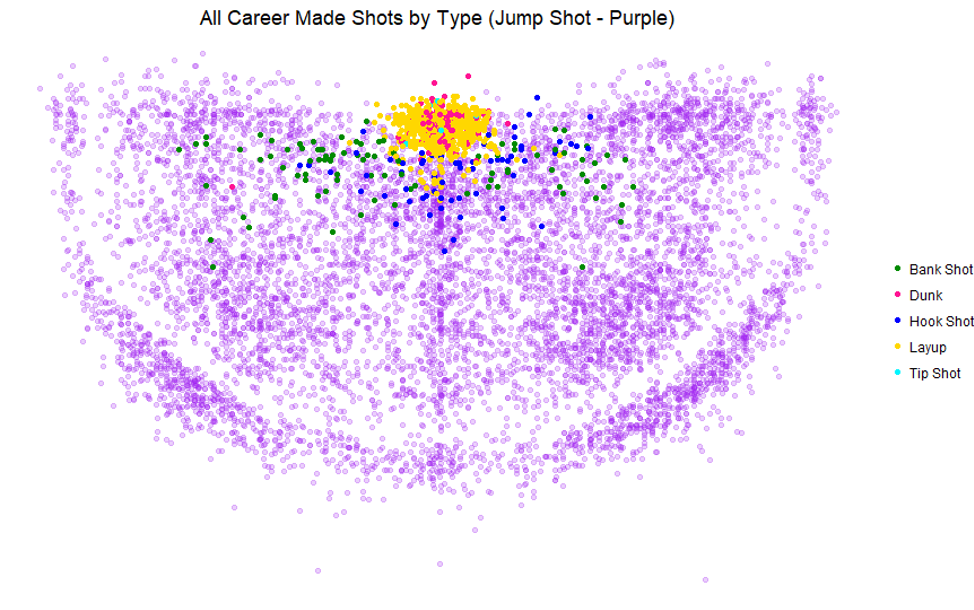 All Career Made Shots by Type (Jump Shot - Purple)
Bank Shot
Dunk
Hook Shot
Layup
Tip Shot